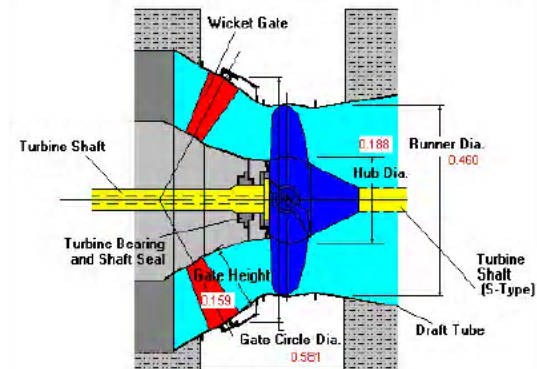 Wicket Gate
0.188
Runner Dia.
0.460
Turbine Shaft
Hub Dia.
Turbine Bearing
and Shaft Seal
Gate Height
0.159
Turbine
Shaft
(S-Type)
Gate Circle Dia.
0.581
Draft Tube